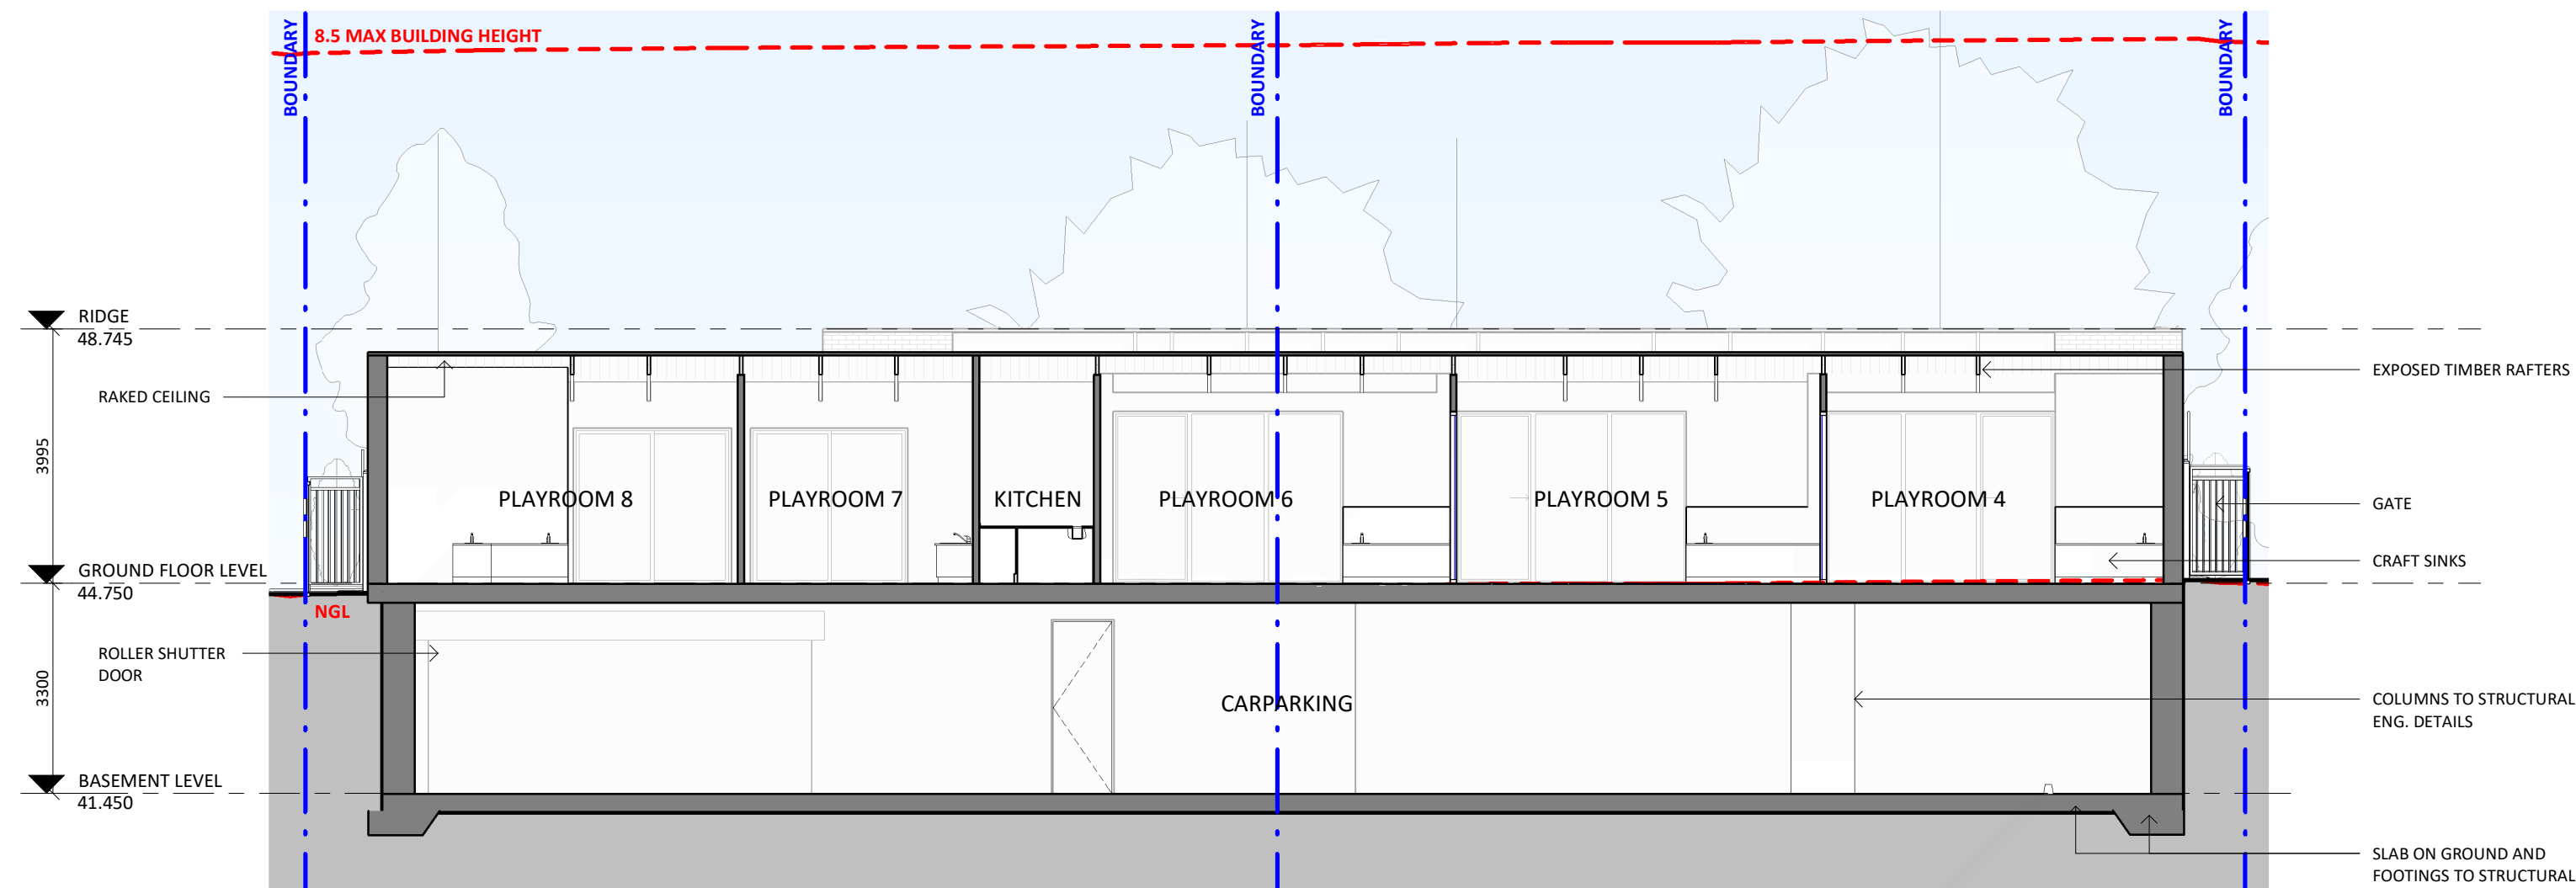 BOUNDARY
8.5 MAX BUILDING HEIGHT
BOUNDARY
BOUNDARY
RIDGE
48.745
RAKED CEILING
EXPOSED TIMBER RAFTERS
3995
PLAYROOM 8
PLAYROOM 7
KITCHEN
PLAYROOM 6
PLAYROOM 5
PLAYROOM 4
GATE
CRAFT SINKS
GROUND FLOOR LEVEL
44.750
NGL
ROLLER SHUTTER
DOOR
3300
CARPARKING
COLUMNS TO STRUCTURAL
ENG. DETAILS
BASEMENT LEVEL
41.450
SLAB ON GROUND AND
FOOTINGS TO STRUCTURAL